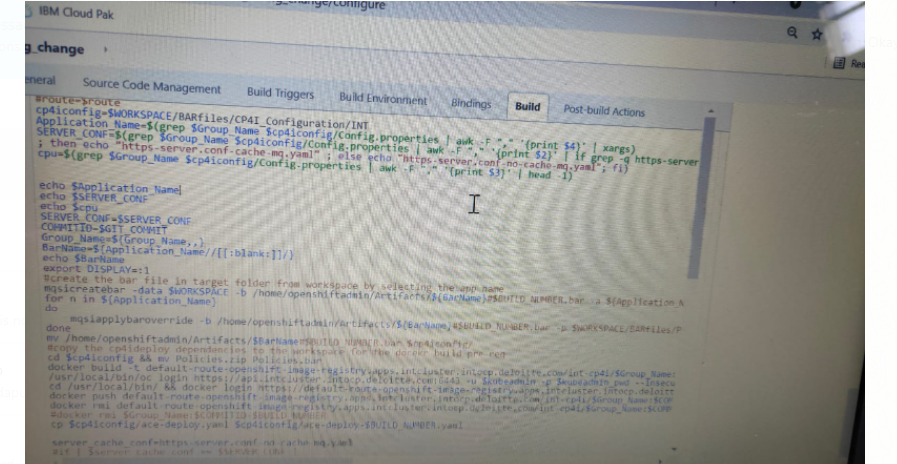 IBM Cloud Pak
g_change/configure
g_change
eneral Source Code Management Build Triggers Build Environment Bindings Build Post-build Actions
Rea
#route=$route
cp4iconfig=$WORKSPACE/BARfiles/CP4I_Configuration/INT
Application_Name=$(grep $Group_Name $cp4iconfig/Config.properties | awk -F "," '{print $4}' | xargs)
SERVER_CONF=$(grep $Group_Name $cp4iconfig/Config.properties | awk -F "," '{print $2}' | if grep -q https-server
; then echo "https-server.conf-cache-mq.yaml" ; else echo "https-server.conf-no-cache-mq.yaml"; fi)
cpu=$(grep $Group_Name $cp4iconfig/Config.properties | awk -F "," '{print $3}' | head -1)
echo $Application_Name
echo $SERVER_CONF
echo $cpu
SERVER_CONF=$SERVER_CONF
COMMITID=$GIT_COMMIT
Group_Name=${Group_Name,,}
BarName=${Application_Name//[[:blank:]]/}
echo $BarName
export DISPLAY=:1
#create the bar file in target folder from workspace by selecting the app name
mqsicreatebar -data $WORKSPACE -b /home/openshiftadmin/Artifacts/${BarName}#$BUILD_NUMBER.bar -a ${Application_N
for n in ${Application_Name}
do
mqsiapplybaroverride -b /home/openshiftadmin/Artifacts/${BarName}#$BUILD_NUMBER.bar -p $WORKSPACE/BARfiles/P
done
mv /home/openshiftadmin/Artifacts/$BarName#$BUILD_NUMBER.bar $cp4iconfig/
#copy the cp4ideploy dependencies to the workspace for the docker build pre req
cd $cp4iconfig && mv Policies.zip Policies.bar
docker build -t default-route-openshift-image-registry.apps.intcluster.intocp.deloitte.com/int-cp4i/$Group_Name:
/usr/local/bin/oc login https://api.intcluster.intocp.deloitte.com:6443 -u $kubeadmin -p $kubeadmin_pwd --insecu
cd /usr/local/bin/ && docker login https://default-route-openshift-image-registry.apps.intcluster.intocp.deloitt
docker push default-route-openshift-image-registry.apps.intcluster.intocp.deloitte.com/int-cp4i/$Group_Name:$COM
docker rmi default-route-openshift-image-registry.apps.intcluster.intocp.deloitte.com/int-cp4i/$Group_Name:$COMM
#docker rmi $Group_Name:$COMMITID-$BUILD_NUMBER
cp $cp4iconfig/ace-deploy.yaml $cp4iconfig/ace-deploy-$BUILD_NUMBER.yaml
server_cache_conf=https-server.conf-no-cache-mq.yaml
#if [ $server_cache_conf == $SERVER_CONF ]